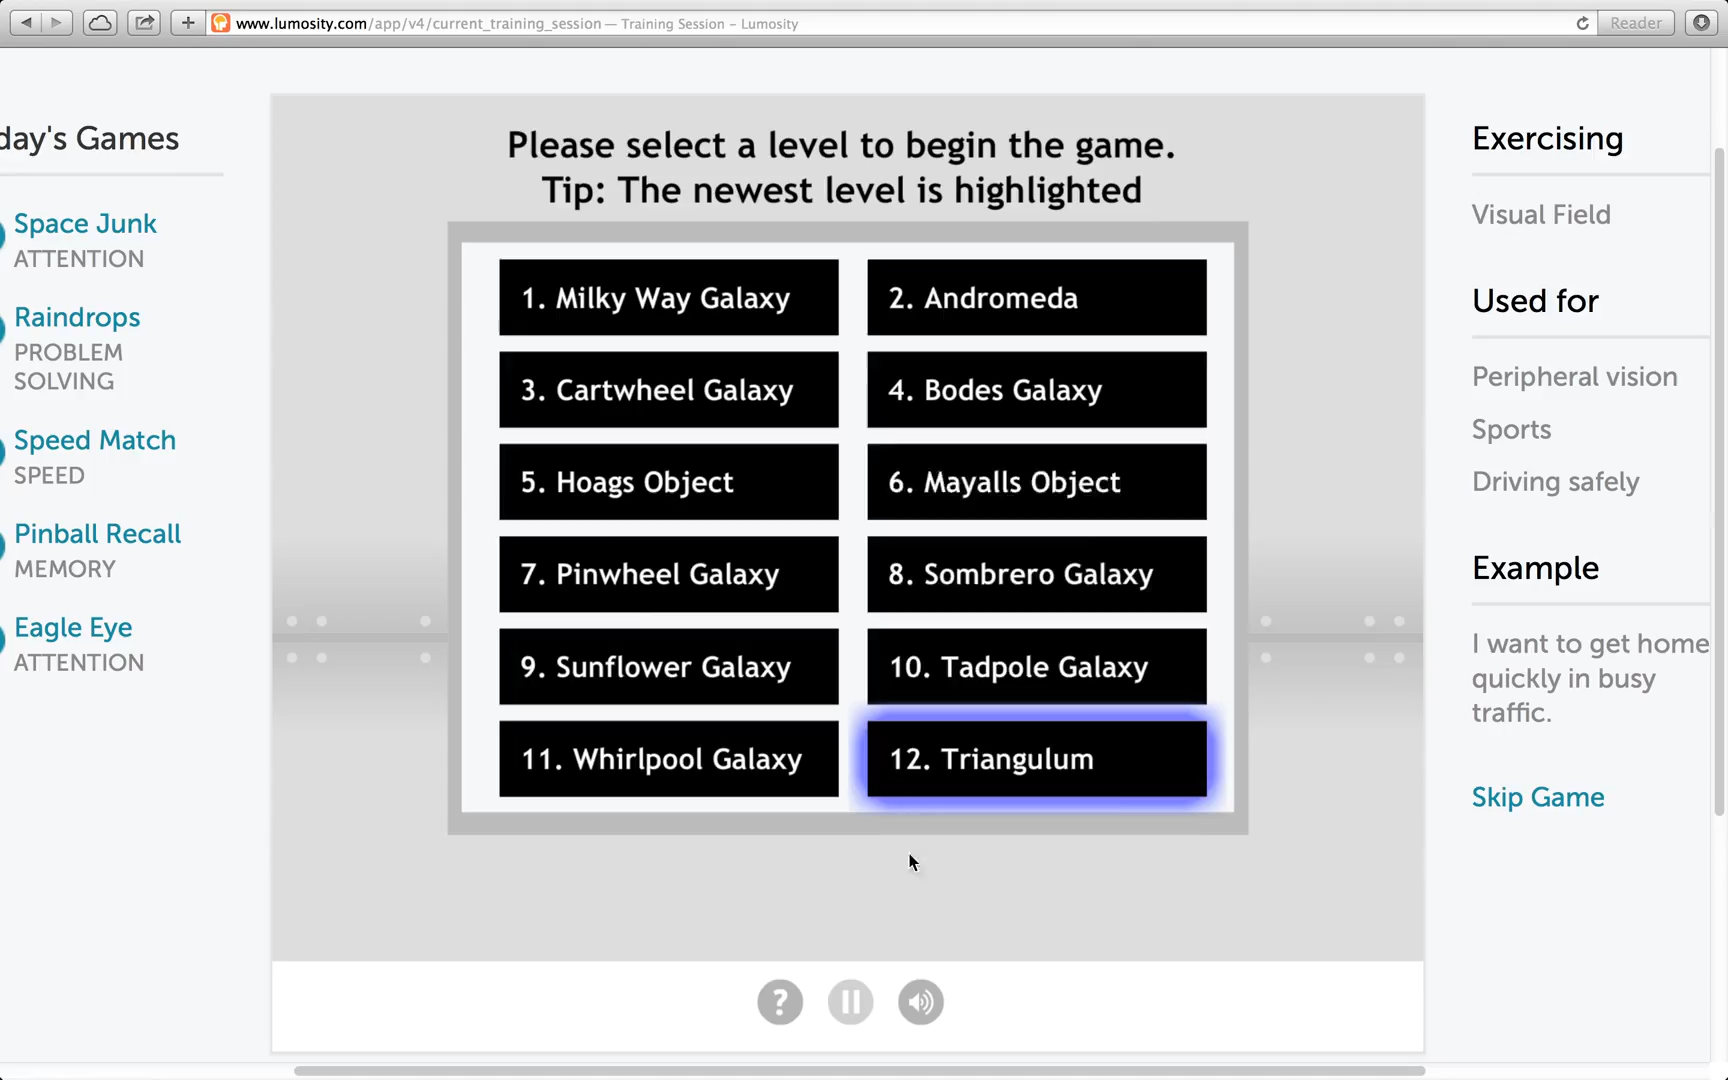 www.lumosity.com/app/v4/current_training_session — Training Session – Lumosity
Reader
day's Games
Space Junk
ATTENTION
Raindrops
PROBLEM
SOLVING
Speed Match
SPEED
Pinball Recall
MEMORY
Eagle Eye
ATTENTION
Please select a level to begin the game.
Tip: The newest level is highlighted
1. Milky Way Galaxy
2. Andromeda
3. Cartwheel Galaxy
4. Bodes Galaxy
5. Hoags Object
6. Mayalls Object
7. Pinwheel Galaxy
8. Sombrero Galaxy
9. Sunflower Galaxy
10. Tadpole Galaxy
11. Whirlpool Galaxy
12. Triangulum
?
Exercising
Visual Field
Used for
Peripheral vision
Sports
Driving safely
Example
I want to get home
quickly in busy
traffic.
Skip Game